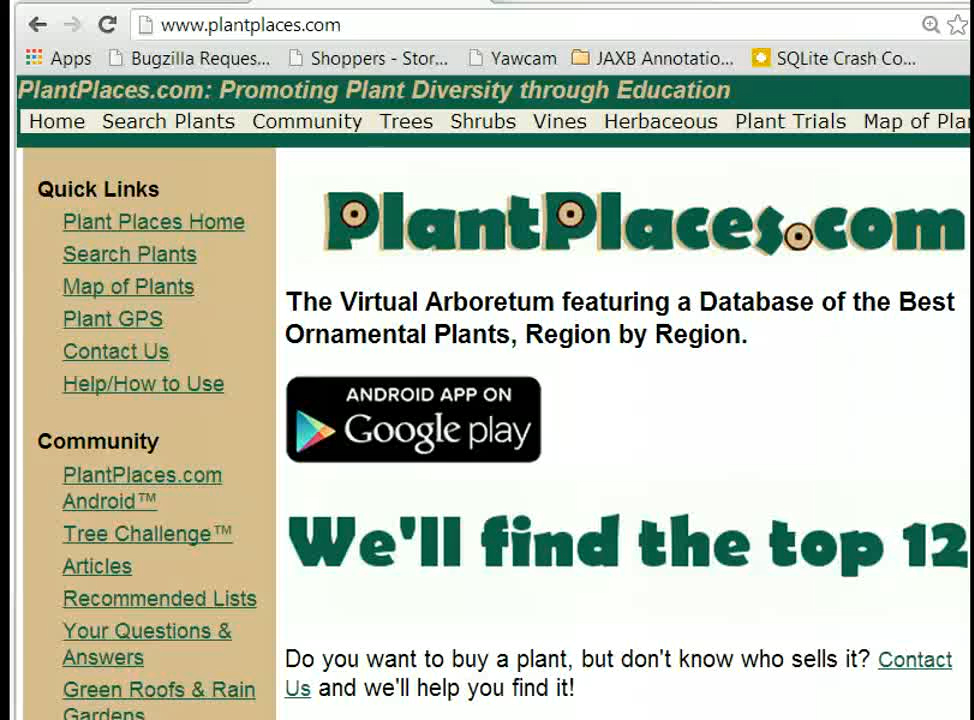 www.plantplaces.com
Apps Bugzilla Reques... Shoppers - Stor... Yawcam JAXB Annotatio... SQLite Crash Co...
PlantPlaces.com: Promoting Plant Diversity through Education
Home Search Plants Community Trees Shrubs Vines Herbaceous Plant Trials Map of Plan
Quick Links
Plant Places Home
Search Plants
Map of Plants
Plant GPS
Contact Us
Help/How to Use
Community
PlantPlaces.com
Android™
Tree Challenge™
Articles
Recommended Lists
Your Questions &
Answers
Green Roofs & Rain
Gardens
PlantPlaces.com
The Virtual Arboretum featuring a Database of the Best
Ornamental Plants, Region by Region.
ANDROID APP ON
Google play
We'll find the top 12
Do you want to buy a plant, but don't know who sells it? Contact
Us and we'll help you find it!